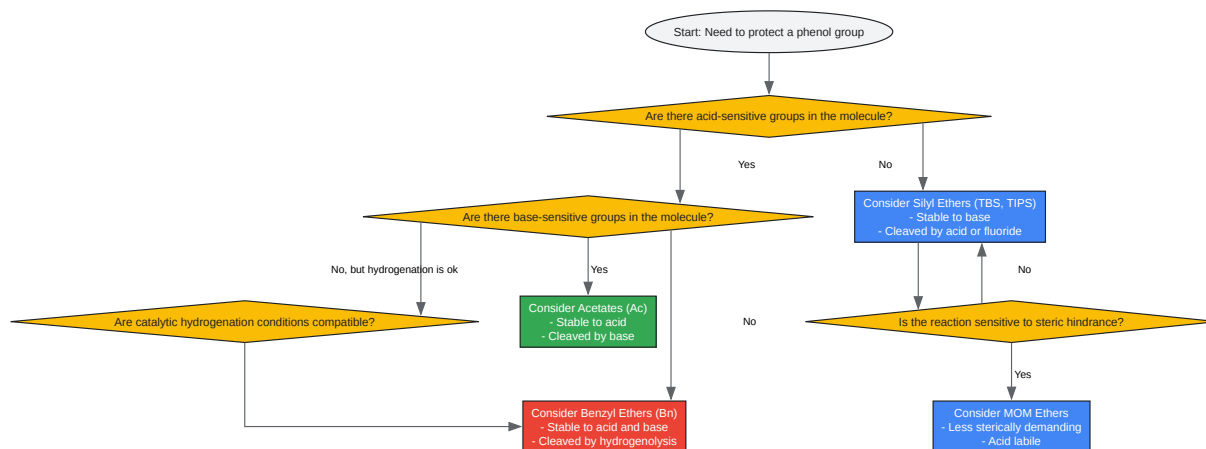 Start: Need to protect a phenol group
Are there acid-sensitive groups in the molecule?
Yes
No
Are there base-sensitive groups in the molecule?
Consider Silyl Ethers (TBS, TIPS)
- Stable to base
- Cleaved by acid or fluoride
No, but hydrogenation is ok
Yes
No
Are catalytic hydrogenation conditions compatible?
Consider Acetates (Ac)
- Stable to acid
- Cleaved by base
No
Is the reaction sensitive to steric hindrance?
Yes
Consider Benzyl Ethers (Bn)
- Stable to acid and base
- Cleaved by hydrogenolysis
Consider MOM Ethers
- Less sterically demanding
- Acid labile